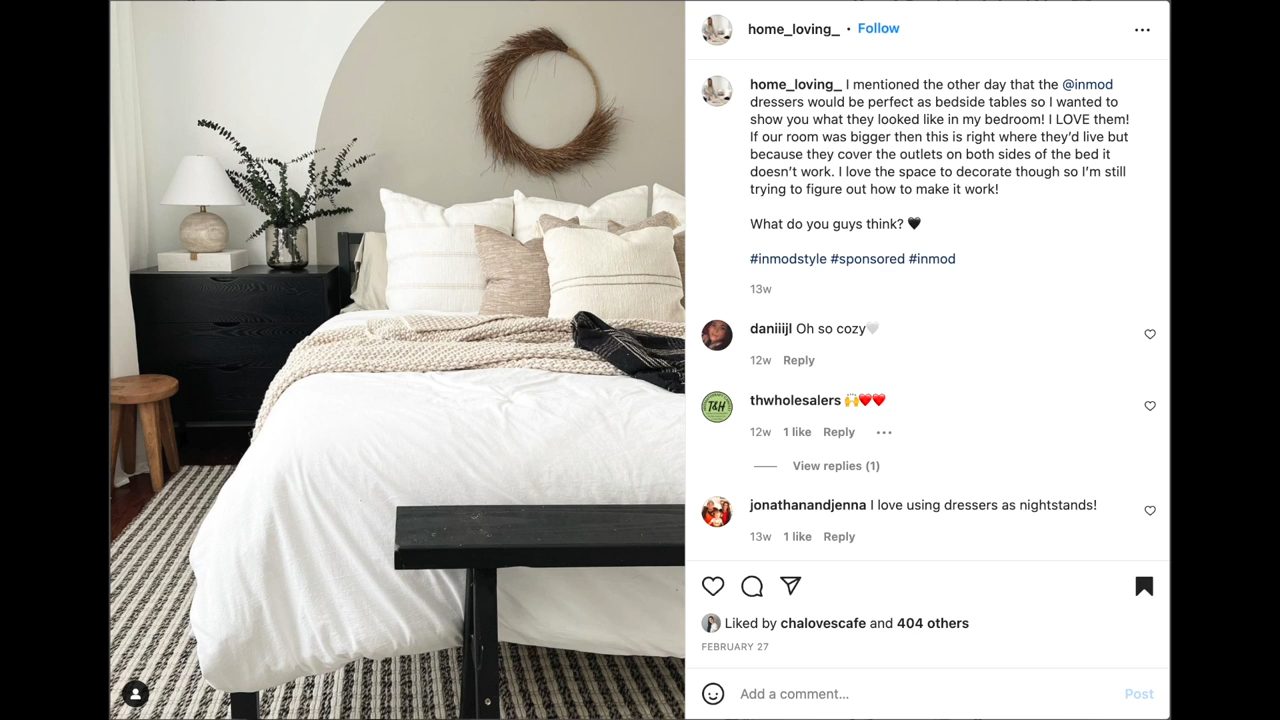 home_loving_ • Follow
home_loving_ I mentioned the other day that the @inmod
dressers would be perfect as bedside tables so I wanted to
show you what they looked like in my bedroom! I LOVE them!
If our room was bigger then this is right where they'd live but
because they cover the outlets on both sides of the bed it
doesn't work. I love the space to decorate though so I'm still
trying to figure out how to make it work!
What do you guys think? 🖤
#inmodstyle #sponsored #inmod
13w
daniiijl Oh so cozy🤍
12w Reply
T&H
thwholesalers 🙌❤️❤️
12w 1 like Reply
View replies (1)
jonathanandjenna I love using dressers as nightstands!
13w 1 like Reply
Liked by chalovescafe and 404 others
FEBRUARY 27
Add a comment... Post